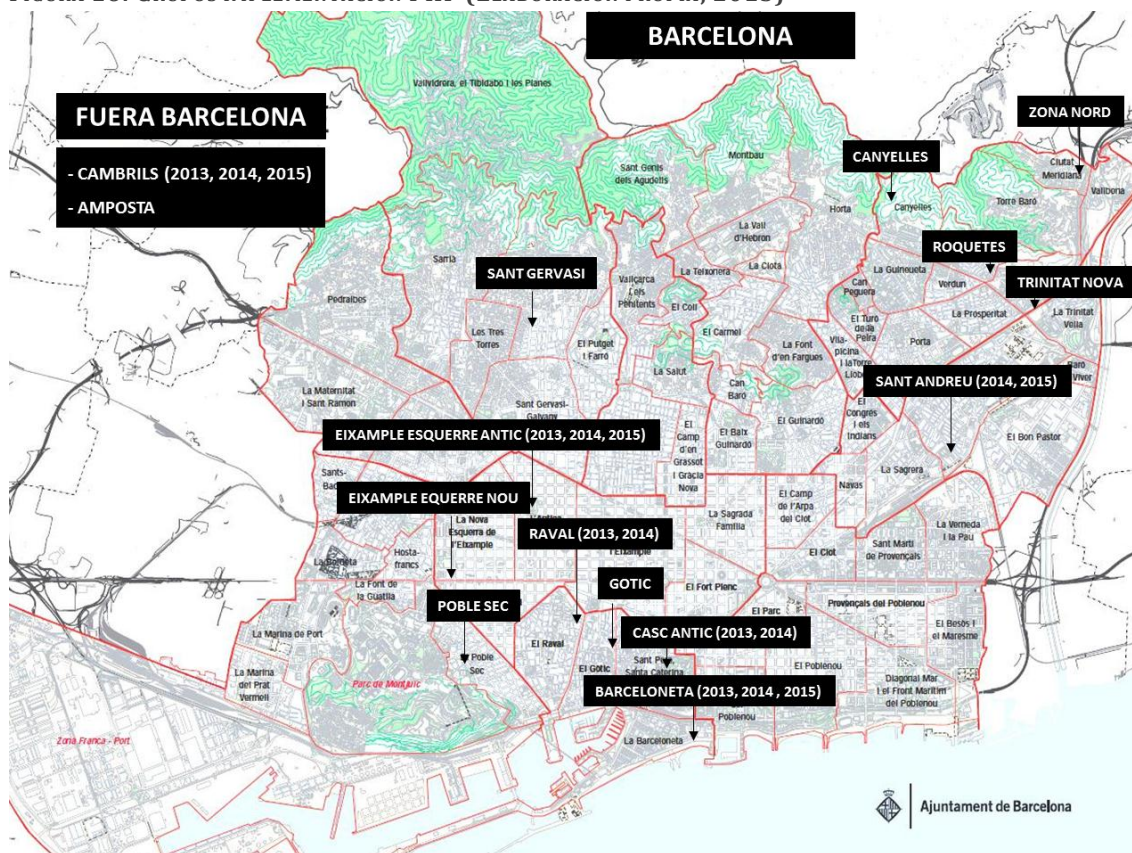 BARCELONA
FUERA BARCELONA
- CAMBRILS (2013, 2014, 2015)
- AMPOSTA
ZONA NORD
CANYELLES
ROQUETES
TRINITAT NOVA
SANT GERVASI
SANT ANDREU (2014, 2015)
EIXAMPLE ESQUERRE ANTIC (2013, 2014, 2015)
EIXAMPLE EQUERRE NOU
RAVAL (2013, 2014)
GOTIC
POBLE SEC
CASC ANTIC (2013, 2014)
BARCELONETA (2013, 2014 , 2015)
Vallvidrera, el Tibidabo i les Planes
Sant Genís
dels Agudells
Montbau
Horta
Canyelles
Torre Baró
Ciutat
Meridiana
Vallbona
La Vall
d'Hebron
La Clota
La Teixonera
Vallcarca
i els
Penitents
El Coll
El Carmel
La Font
d'en Fargues
La Guineueta
Can
Peguera
Verdun
La Prosperitat
La Trinitat
Vella
El Turó
de la
Peira
Porta
Vila-
picina
i la Torre
Sarrià
Pedralbes
Les Tres
Torres
El Putget
i Farró
La Salut
Can
Baró
La Maternitat
i Sant Ramon
Sant Gervasi-
Galvany
El Camp
d'en
Grassot
i Gràcia
Nova
El Baix
Guinardó
El Guinardó
El
Congrés
i els
Indians
La Sagrera
Navas
El Bon Pastor
La Nova
Esquerra de
l'Eixample
l'Eixample
La Sagrada
Família
El Camp
de l'Arpa
del Clot
El Clot
Sant Martí
de Provençals
La Verneda
i la Pau
Hosta-
francs
La Font de
la Guatlla
El Fort Pienc
El Parc
Provençals del Poblenou
El Besòs i
el Maresme
La Marina de Port
La Marina
del Prat
Vermell
Parc de Montjuïc
Poble
Sec
El Raval
El Gòtic
Sant Pere,
Santa Caterina
El Poblenou
Diagonal Mar
i el Front Marítim
del Poblenou
Poblenou
La Barceloneta
Zona Franca - Port
Ajuntament de Barcelona